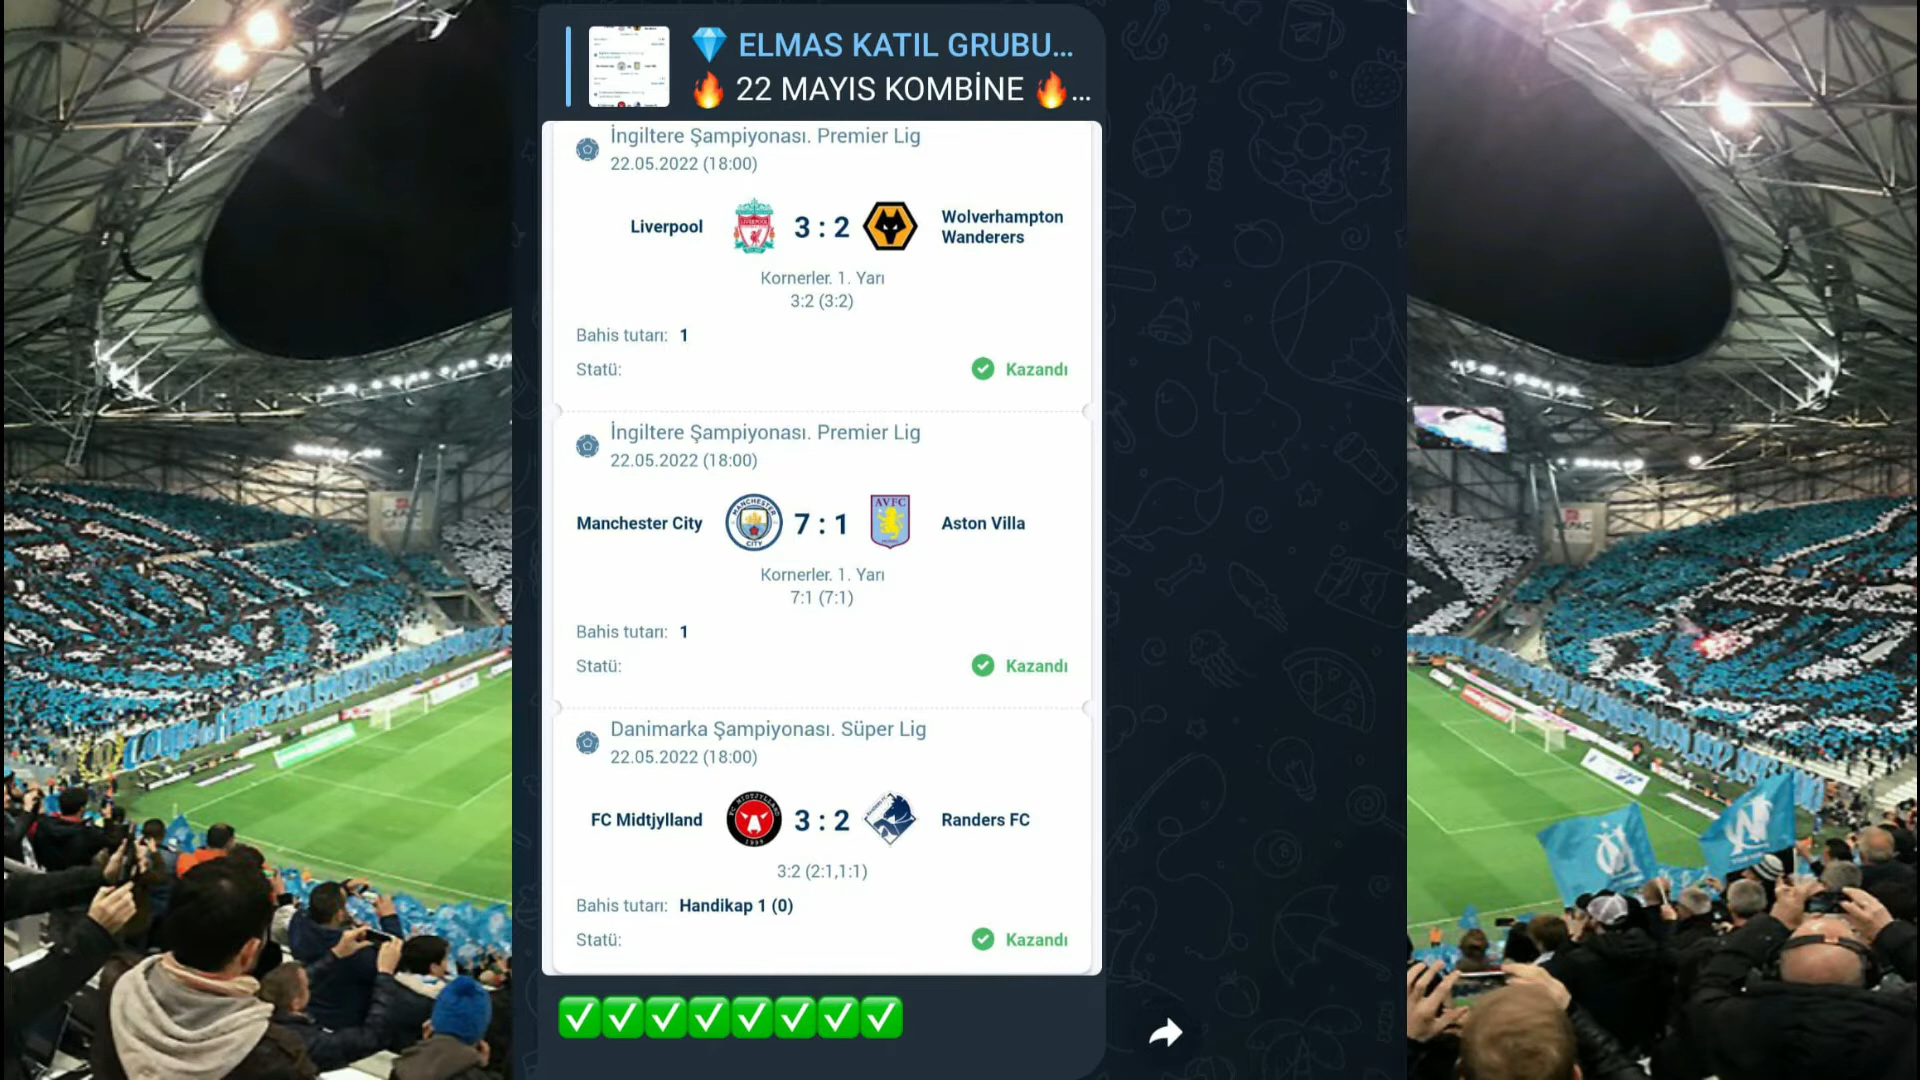 💎 ELMAS KATIL GRUBU...
🔥 22 MAYIS KOMBİNE 🔥...
İngiltere Şampiyonası. Premier Lig
22.05.2022 (18:00)
Liverpool
3 : 2
Wolverhampton
Wanderers
Kornerler. 1. Yarı
3:2 (3:2)
Bahis tutarı: 1
Statü:
Kazandı
İngiltere Şampiyonası. Premier Lig
22.05.2022 (18:00)
Manchester City
7 : 1
AVFC
Aston Villa
Kornerler. 1. Yarı
7:1 (7:1)
Bahis tutarı: 1
Statü:
Kazandı
Danimarka Şampiyonası. Süper Lig
22.05.2022 (18:00)
FC Midtjylland
3 : 2
Randers FC
3:2 (2:1,1:1)
Bahis tutarı: Handikap 1 (0)
Statü:
Kazandı